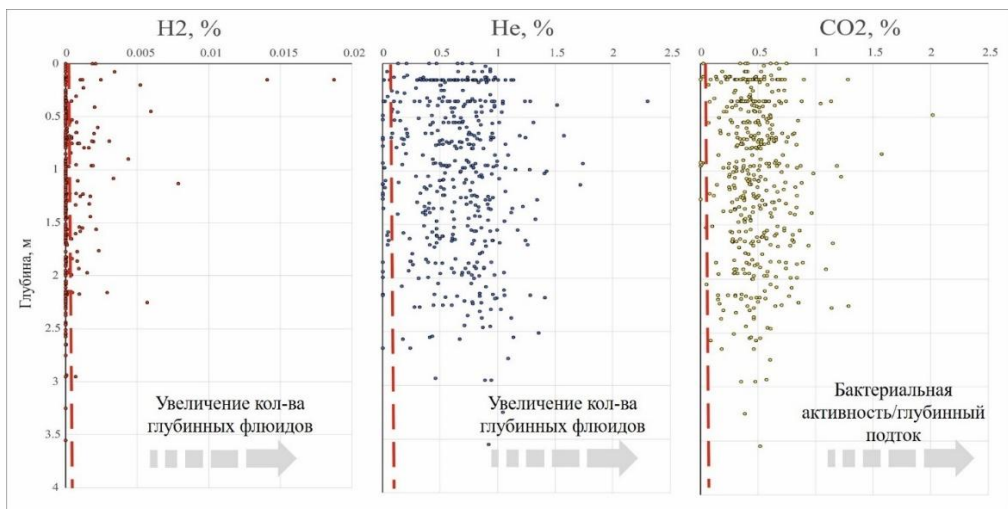 H2, %
0 0.005 0.01 0.015 0.02
Глубина, м
0
0.5
1
1.5
2
2.5
3
3.5
4
Увеличение кол-ва
глубинных флюидов
He, %
0 0.5 1 1.5 2 2.5
Увеличение кол-ва
глубинных флюидов
CO2, %
0 0.5 1 1.5 2 2.5
Бактериальная
активность/глубинный
подток